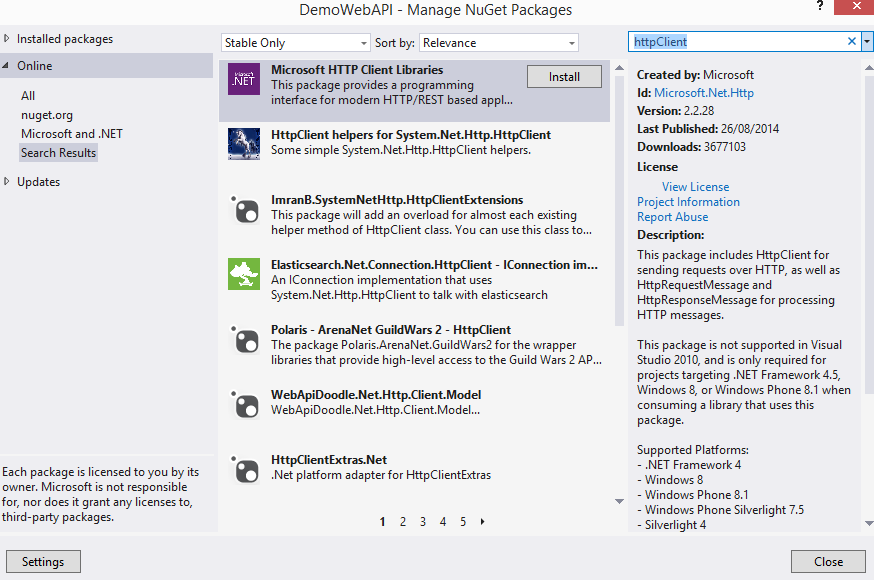 DemoWebAPI - Manage NuGet Packages
?
Installed packages
Online
All
nuget.org
Microsoft and .NET
Search Results
Updates
Each package is licensed to you by its
owner. Microsoft is not responsible
for, nor does it grant any licenses to,
third-party packages.
Settings
Stable Only
Sort by:
Relevance
Microsoft
.NET
Microsoft HTTP Client Libraries
This package provides a programming
interface for modern HTTP/REST based appl...
Install
HttpClient helpers for System.Net.Http.HttpClient
Some simple System.Net.Http.HttpClient helpers.
ImranB.SystemNetHttp.HttpClientExtensions
This package will add an overload for almost each existing
helper method of HttpClient class. You can use this class to...
Elasticsearch.Net.Connection.HttpClient - IConnection im...
An IConnection implementation that uses
System.Net.Http.HttpClient to talk with elasticsearch
Polaris - ArenaNet GuildWars 2 - HttpClient
The package Polaris.ArenaNet.GuildWars2 for the wrapper
libraries that provide high-level access to the Guild Wars 2 AP...
WebApiDoodle.Net.Http.Client.Model
WebApiDoodle.Net.Http.Client.Model...
HttpClientExtras.Net
.Net platform adapter for HttpClientExtras
1 2 3 4 5
httpClient
Created by: Microsoft
Id: Microsoft.Net.Http
Version: 2.2.28
Last Published: 26/08/2014
Downloads: 3677103
License
View License
Project Information
Report Abuse
Description:
This package includes HttpClient for
sending requests over HTTP, as well as
HttpRequestMessage and
HttpResponseMessage for processing
HTTP messages.
This package is not supported in Visual
Studio 2010, and is only required for
projects targeting .NET Framework 4.5,
Windows 8, or Windows Phone 8.1 when
consuming a library that uses this
package.
Supported Platforms:
- .NET Framework 4
- Windows 8
- Windows Phone 8.1
- Windows Phone Silverlight 7.5
- Silverlight 4
Close